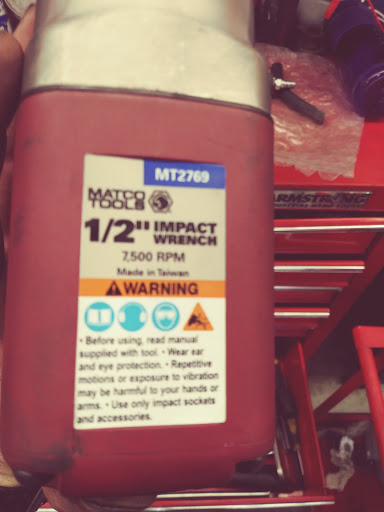 MT2769
MATCO
TOOLS
1/2" IMPACT
WRENCH
7,500 RPM
Made in Taiwan
WARNING
• Before using, read manual
supplied with tool. • Wear ear
and eye protection. • Repetitive
motions or exposure to vibration
may be harmful to your hands or
arms. • Use only impact sockets
and accessories.
ARMSTRONG